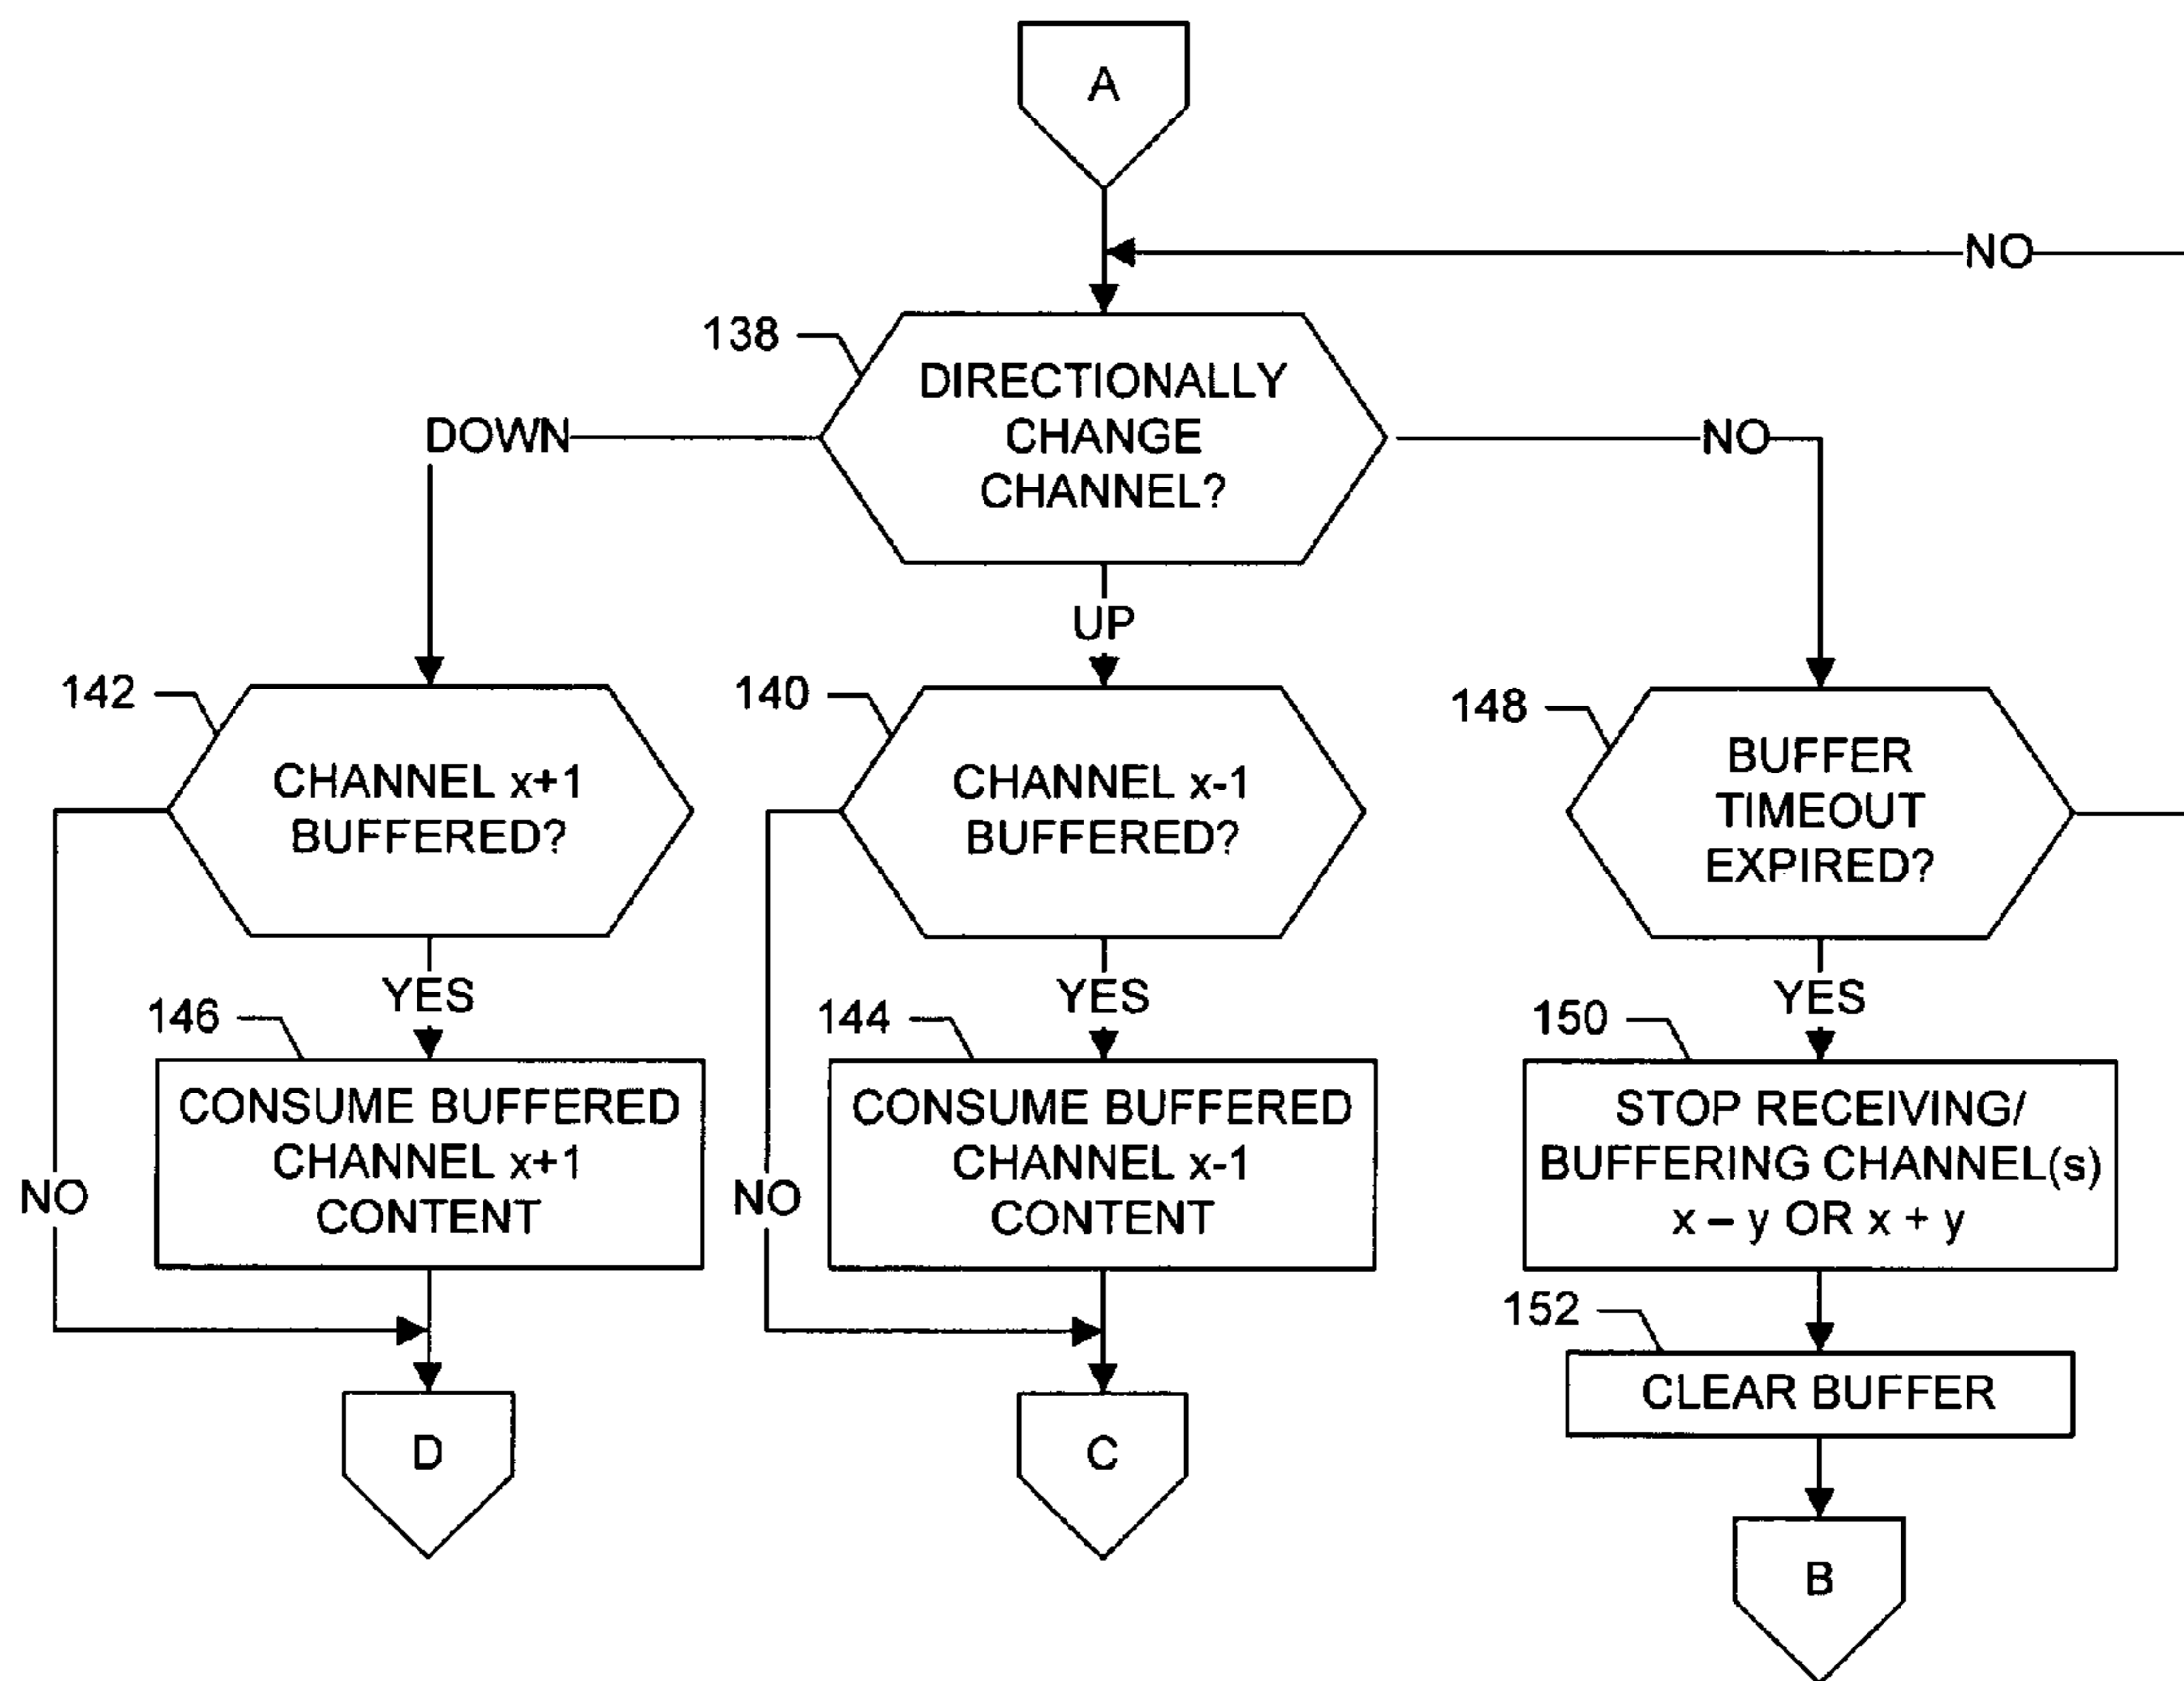 A
NO
138
DIRECTIONALLY
CHANGE
CHANNEL?
DOWN
NO
UP
142
CHANNEL x+1
BUFFERED?
140
CHANNEL x-1
BUFFERED?
148
BUFFER
TIMEOUT
EXPIRED?
YES
YES
YES
146
CONSUME BUFFERED
CHANNEL x+1
CONTENT
NO
144
CONSUME BUFFERED
CHANNEL x-1
CONTENT
NO
150
STOP RECEIVING/
BUFFERING CHANNEL(s)
x – y OR x + y
152
CLEAR BUFFER
D
C
B